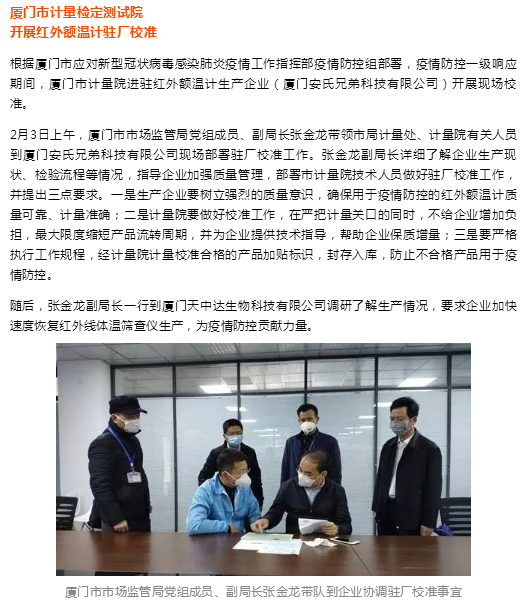 厦门市计量检定测试院
开展红外额温计驻厂校准
根据厦门市应对新型冠状病毒感染肺炎疫情工作指挥部疫情防控组部署，疫情防控一级响应
期间，厦门市计量院进驻红外额温计生产企业（厦门安氏兄弟科技有限公司）开展现场校
准。
2月3日上午，厦门市市场监管局党组成员、副局长张金龙带领市局计量处、计量院有关人员
到厦门安氏兄弟科技有限公司现场部署驻厂校准工作。张金龙副局长详细了解企业生产现
状、检验流程等情况，指导企业加强质量管理，部署市计量院技术人员做好驻厂校准工作，
并提出三点要求。一是生产企业要树立强烈的质量意识，确保用于疫情防控的红外额温计质
量可靠、计量准确；二是计量院要做好校准工作，在严把计量关口的同时，不给企业增加负
担，最大限度缩短产品流转周期，并为企业提供技术指导，帮助企业保质增量；三是要严格
执行工作规程，经计量院计量校准合格的产品加贴标识，封存入库，防止不合格产品用于疫
情防控。
随后，张金龙副局长一行到厦门天中达生物科技有限公司调研了解生产情况，要求企业加快
速度恢复红外线体温筛查仪生产，为疫情防控贡献力量。
厦门市市场监管局党组成员、副局长张金龙带队到企业协调驻厂校准事宜